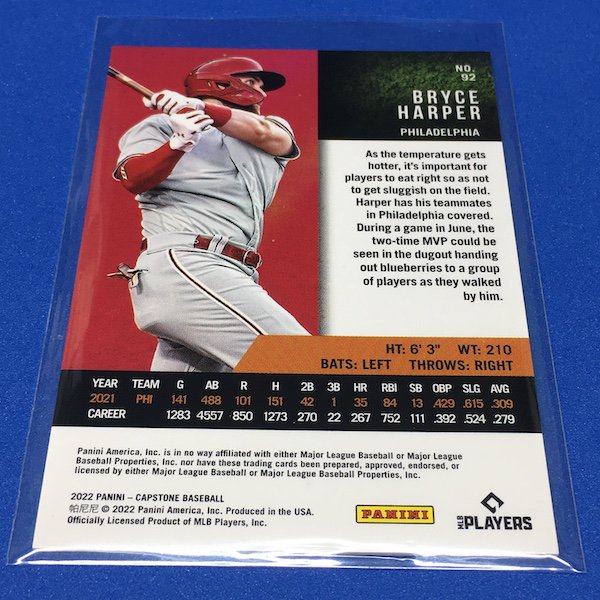 NO.
92
BRYCE
HARPER
PHILADELPHIA
As the temperature gets
hotter, it's important for
players to eat right so as not
to get sluggish on the field.
Harper has his teammates
in Philadelphia covered.
During a game in June, the
two-time MVP could be
seen in the dugout handing
out blueberries to a group
of players as they walked
by him.
HT: 6' 3" WT: 210
BATS: LEFT THROWS: RIGHT
YEAR TEAM G AB R H 2B 3B HR RBI SB OBP SLG AVG
2021 PHI 141 488 101 151 42 1 35 84 13 .429 .615 .309
CAREER 1283 4557 850 1273 270 22 267 752 111 .392 .524 .279
Panini America, Inc. is in no way affiliated with either Major League Baseball or Major League
Baseball Properties, Inc. nor have these trading cards been prepared, approved, endorsed, or
licensed by either Major League Baseball or Major League Baseball Properties, Inc.
2022 PANINI – CAPSTONE BASEBALL
帕尼尼 © 2022 Panini America, Inc. Produced in the USA.
Officially Licensed Product of MLB Players, Inc.
PANINI
MLB PLAYERS